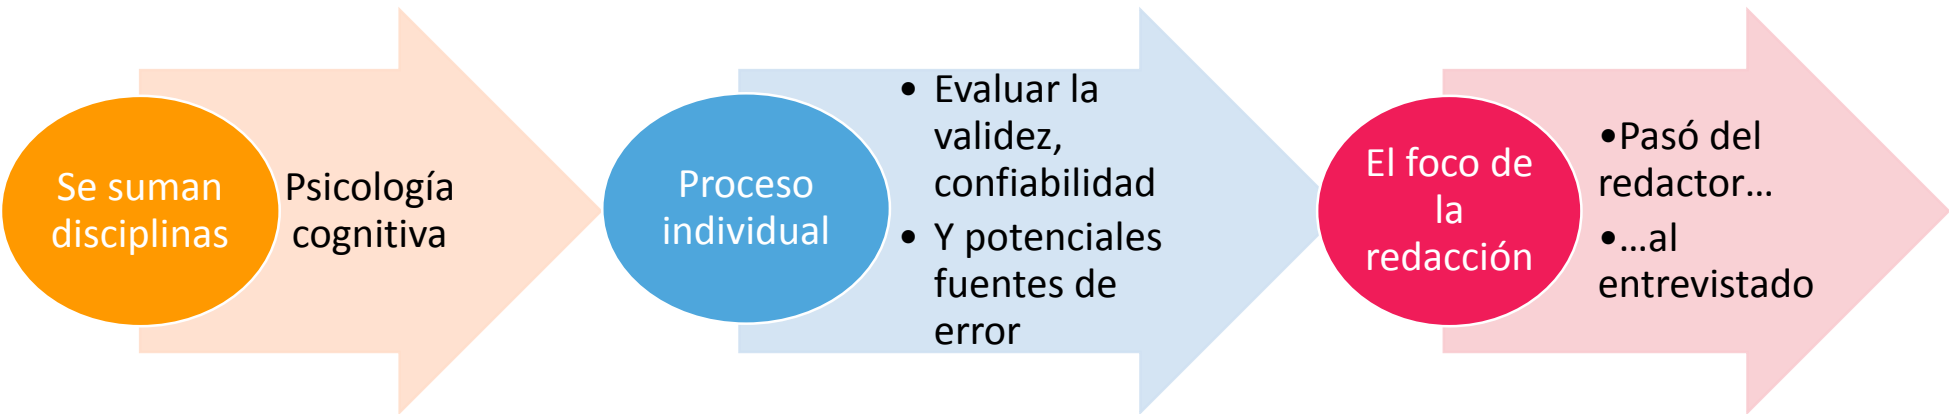 Se suman
disciplinas
Psicología
cognitiva
Proceso
individual
• Evaluar la
validez,
confiabilidad
• Y potenciales
fuentes de
error
El foco de
la
redacción
•Pasó del
redactor...
•...al
entrevistado